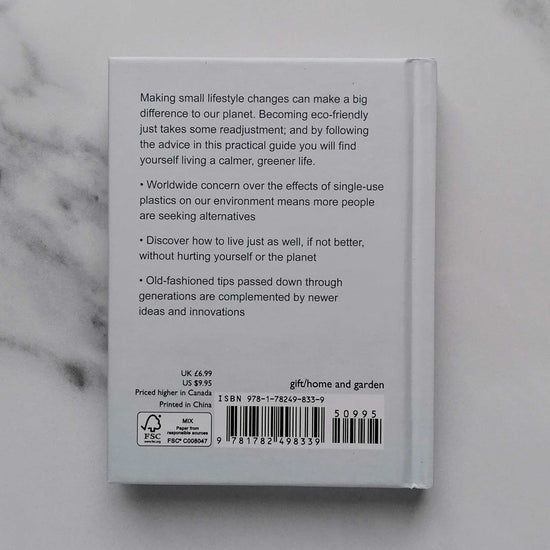 Making small lifestyle changes can make a big
difference to our planet. Becoming eco-friendly
just takes some readjustment; and by following
the advice in this practical guide you will find
yourself living a calmer, greener life.
• Worldwide concern over the effects of single-use
plastics on our environment means more people
are seeking alternatives
• Discover how to live just as well, if not better,
without hurting yourself or the planet
• Old-fashioned tips passed down through
generations are complemented by newer
ideas and innovations
UK £6.99
US $9.95
Priced higher in Canada
Printed in China
gift/home and garden
ISBN 978-1-78249-833-9
50995
9 781782 498339
FSC
www.fsc.org
MIX
Paper from
responsible sources
FSC® C008047